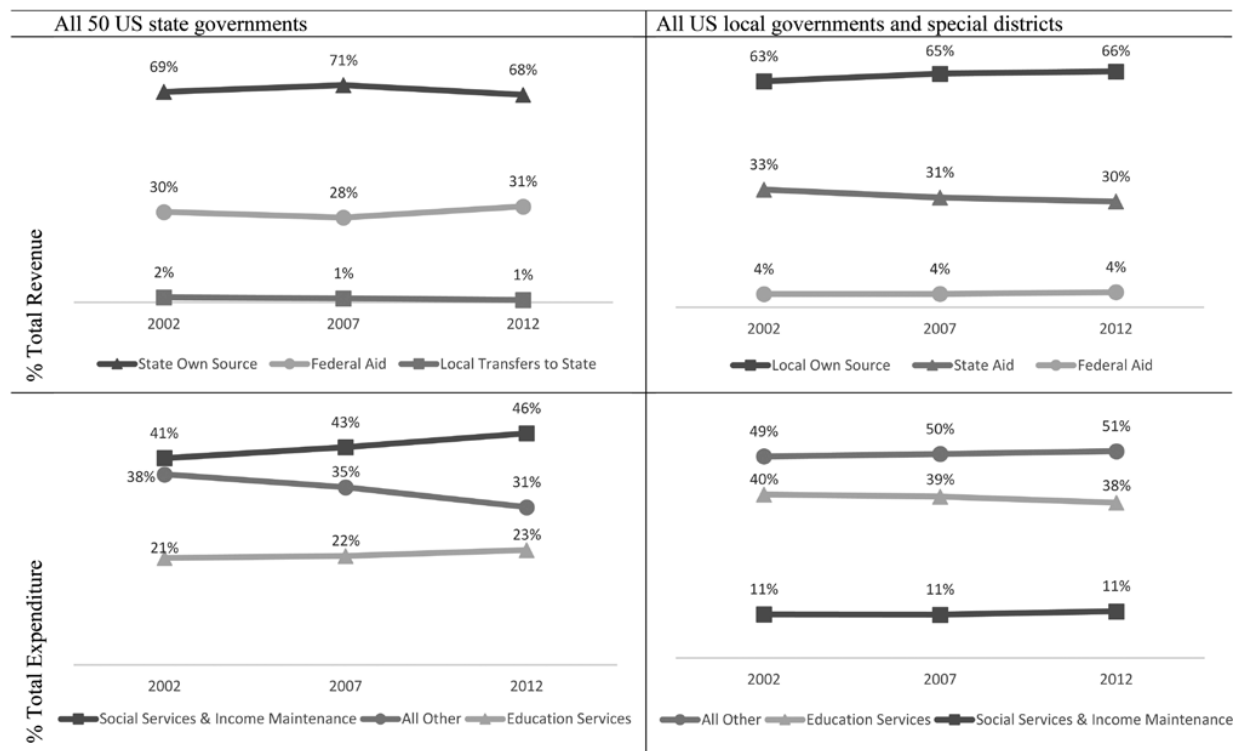 All 50 US state governments
All US local governments and special districts
% Total Revenue
69% 71% 68%
30% 28% 31%
2% 1% 1%
2002 2007 2012
State Own Source Federal Aid Local Transfers to State
63% 65% 66%
33% 31% 30%
4% 4% 4%
2002 2007 2012
Local Own Source State Aid Federal Aid
% Total Expenditure
41% 43% 46%
38% 35% 31%
21% 22% 23%
2002 2007 2012
Social Services & Income Maintenance All Other Education Services
49% 50% 51%
40% 39% 38%
11% 11% 11%
2002 2007 2012
All Other Education Services Social Services & Income Maintenance